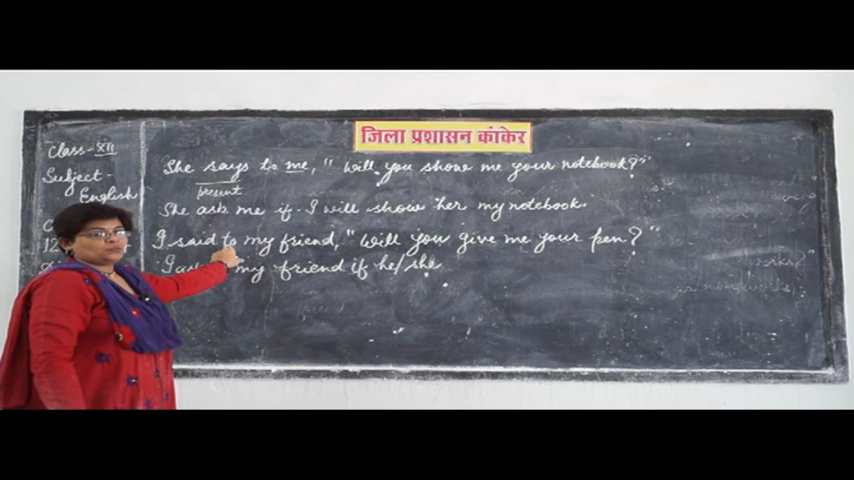 जिला प्रशासन कांकेर
Class-XII
Subject-
English
She says to me, "Will you show me your notebook?"
present
She ask me if I will show her my notebook.
I said to my friend, "Will you give me your pen?"
I my friend if he/she